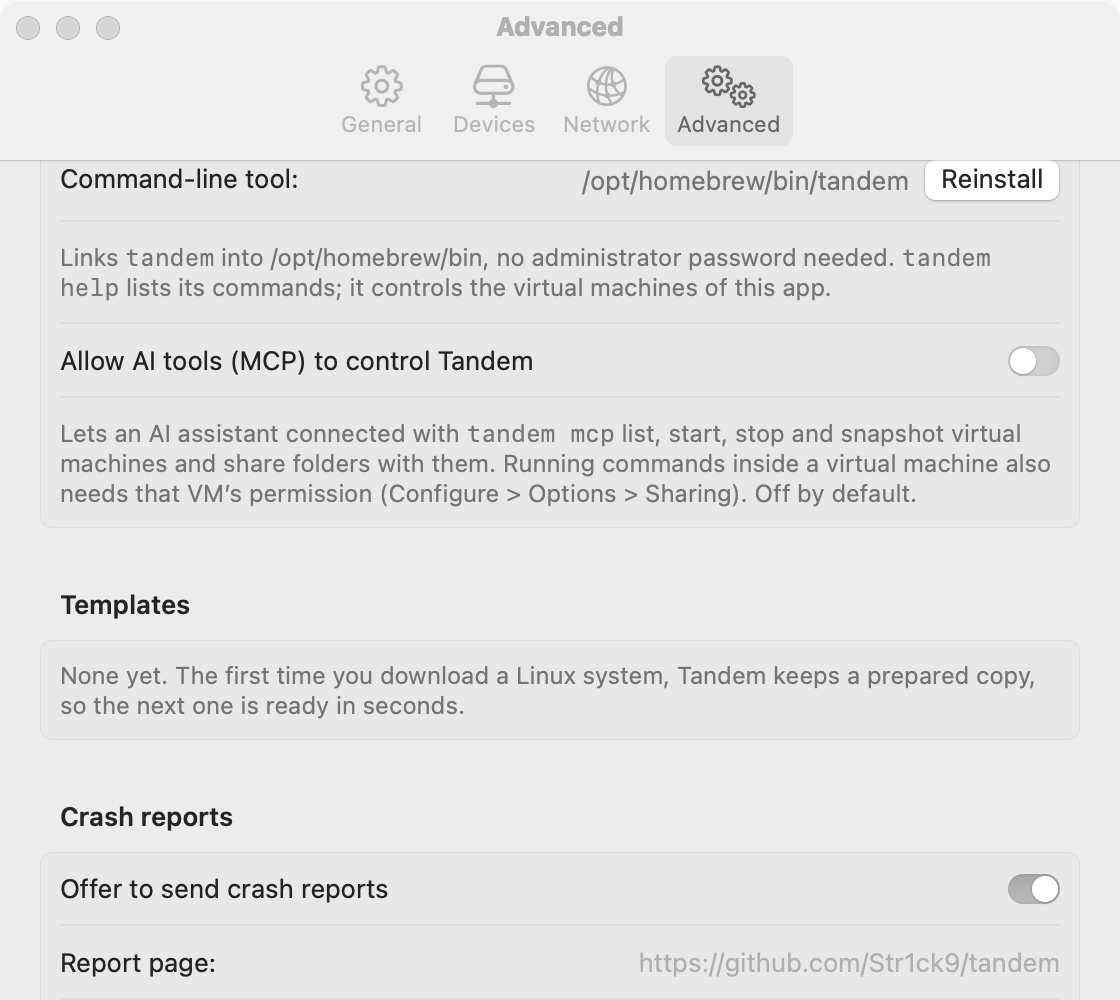 Advanced
General
Devices
Network
Advanced
Command-line tool:
/opt/homebrew/bin/tandem
Reinstall
Links tandem into /opt/homebrew/bin, no administrator password needed. tandem
help lists its commands; it controls the virtual machines of this app.
Allow AI tools (MCP) to control Tandem
Lets an AI assistant connected with tandem mcp list, start, stop and snapshot virtual
machines and share folders with them. Running commands inside a virtual machine also
needs that VM’s permission (Configure > Options > Sharing). Off by default.
Templates
None yet. The first time you download a Linux system, Tandem keeps a prepared copy,
so the next one is ready in seconds.
Crash reports
Offer to send crash reports
Report page:
https://github.com/Str1ck9/tandem